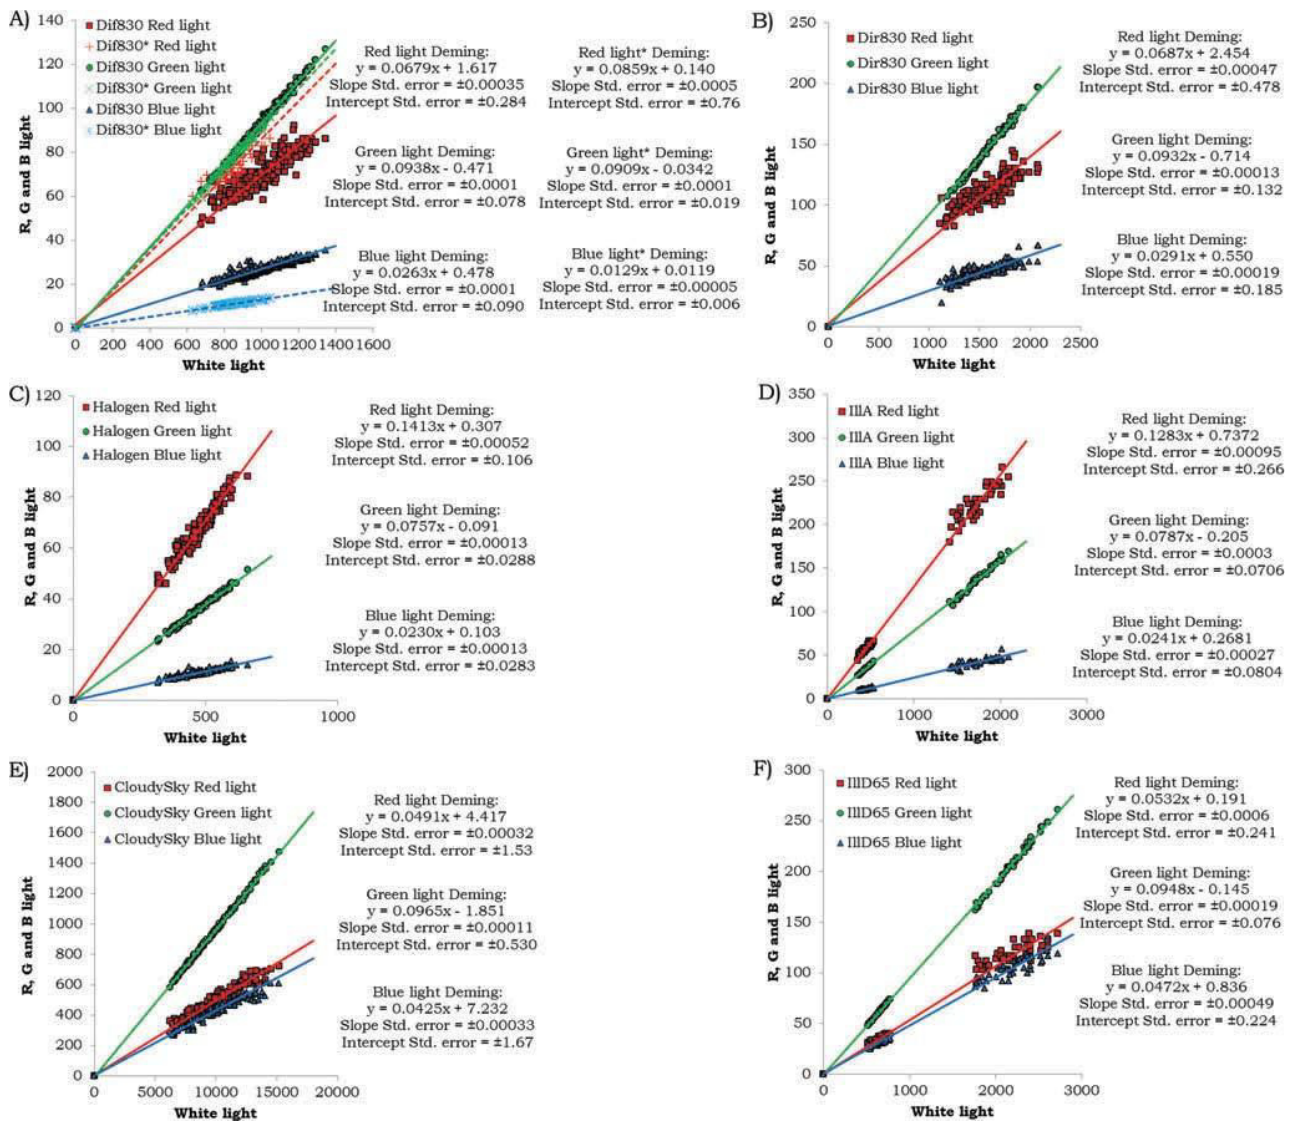 A)
140
120
100
80
60
40
20
0
R, G and B light
Dif830 Red light
Dif830* Red light
Dif830 Green light
Dif830* Green light
Dif830 Blue light
Dif830* Blue light
0 200 400 600 800 1000 1200 1400 1600
White light
Red light Deming:
y = 0.0679x + 1.617
Slope Std. error = ±0.00035
Intercept Std. error = ±0.284
Red light* Deming:
y = 0.0859x + 0.140
Slope Std. error = ±0.0005
Intercept Std. error = ±0.76
Green light Deming:
y = 0.0938x - 0.471
Slope Std. error = ±0.0001
Intercept Std. error = ±0.078
Green light* Deming:
y = 0.0909x - 0.0342
Slope Std. error = ±0.0001
Intercept Std. error = ±0.019
Blue light Deming:
y = 0.0263x + 0.478
Slope Std. error = ±0.0001
Intercept Std. error = ±0.090
Blue light* Deming:
y = 0.0129x + 0.0119
Slope Std. error = ±0.00005
Intercept Std. error = ±0.006
B)
250
200
150
100
50
0
R, G and B light
Dir830 Red light
Dir830 Green light
Dir830 Blue light
0 500 1000 1500 2000 2500
White light
Red light Deming:
y = 0.0687x + 2.454
Slope Std. error = ±0.00047
Intercept Std. error = ±0.478
Green light Deming:
y = 0.0932x - 0.714
Slope Std. error = ±0.00013
Intercept Std. error = ±0.132
Blue light Deming:
y = 0.0291x + 0.550
Slope Std. error = ±0.00019
Intercept Std. error = ±0.185
C)
120
100
80
60
40
20
0
R, G and B light
Halogen Red light
Halogen Green light
Halogen Blue light
0 500 1000
White light
Red light Deming:
y = 0.1413x + 0.307
Slope Std. error = ±0.00052
Intercept Std. error = ±0.106
Green light Deming:
y = 0.0757x - 0.091
Slope Std. error = ±0.00013
Intercept Std. error = ±0.0288
Blue light Deming:
y = 0.0230x + 0.103
Slope Std. error = ±0.00013
Intercept Std. error = ±0.0283
D)
350
300
250
200
150
100
50
0
R, G and B light
IllA Red light
IllA Green light
IllA Blue light
0 1000 2000 3000
White light
Red light Deming:
y = 0.1283x + 0.7372
Slope Std. error = ±0.00095
Intercept Std. error = ±0.266
Green light Deming:
y = 0.0787x - 0.205
Slope Std. error = ±0.0003
Intercept Std. error = ±0.0706
Blue light Deming:
y = 0.0241x + 0.2681
Slope Std. error = ±0.00027
Intercept Std. error = ±0.0804
E)
2000
1800
1600
1400
1200
1000
800
600
400
200
0
R, G and B light
CloudySky Red light
CloudySky Green light
CloudySky Blue light
0 5000 10000 15000 20000
White light
Red light Deming:
y = 0.0491x + 4.417
Slope Std. error = ±0.00032
Intercept Std. error = ±1.53
Green light Deming:
y = 0.0965x - 1.851
Slope Std. error = ±0.00011
Intercept Std. error = ±0.530
Blue light Deming:
y = 0.0425x + 7.232
Slope Std. error = ±0.00033
Intercept Std. error = ±1.67
F)
300
250
200
150
100
50
0
R, G and B light
IllD65 Red light
IllD65 Green light
IllD65 Blue light
0 1000 2000 3000
White light
Red light Deming:
y = 0.0532x + 0.191
Slope Std. error = ±0.0006
Intercept Std. error = ±0.241
Green light Deming:
y = 0.0948x - 0.145
Slope Std. error = ±0.00019
Intercept Std. error = ±0.076
Blue light Deming:
y = 0.0472x + 0.836
Slope Std. error = ±0.00049
Intercept Std. error = ±0.224